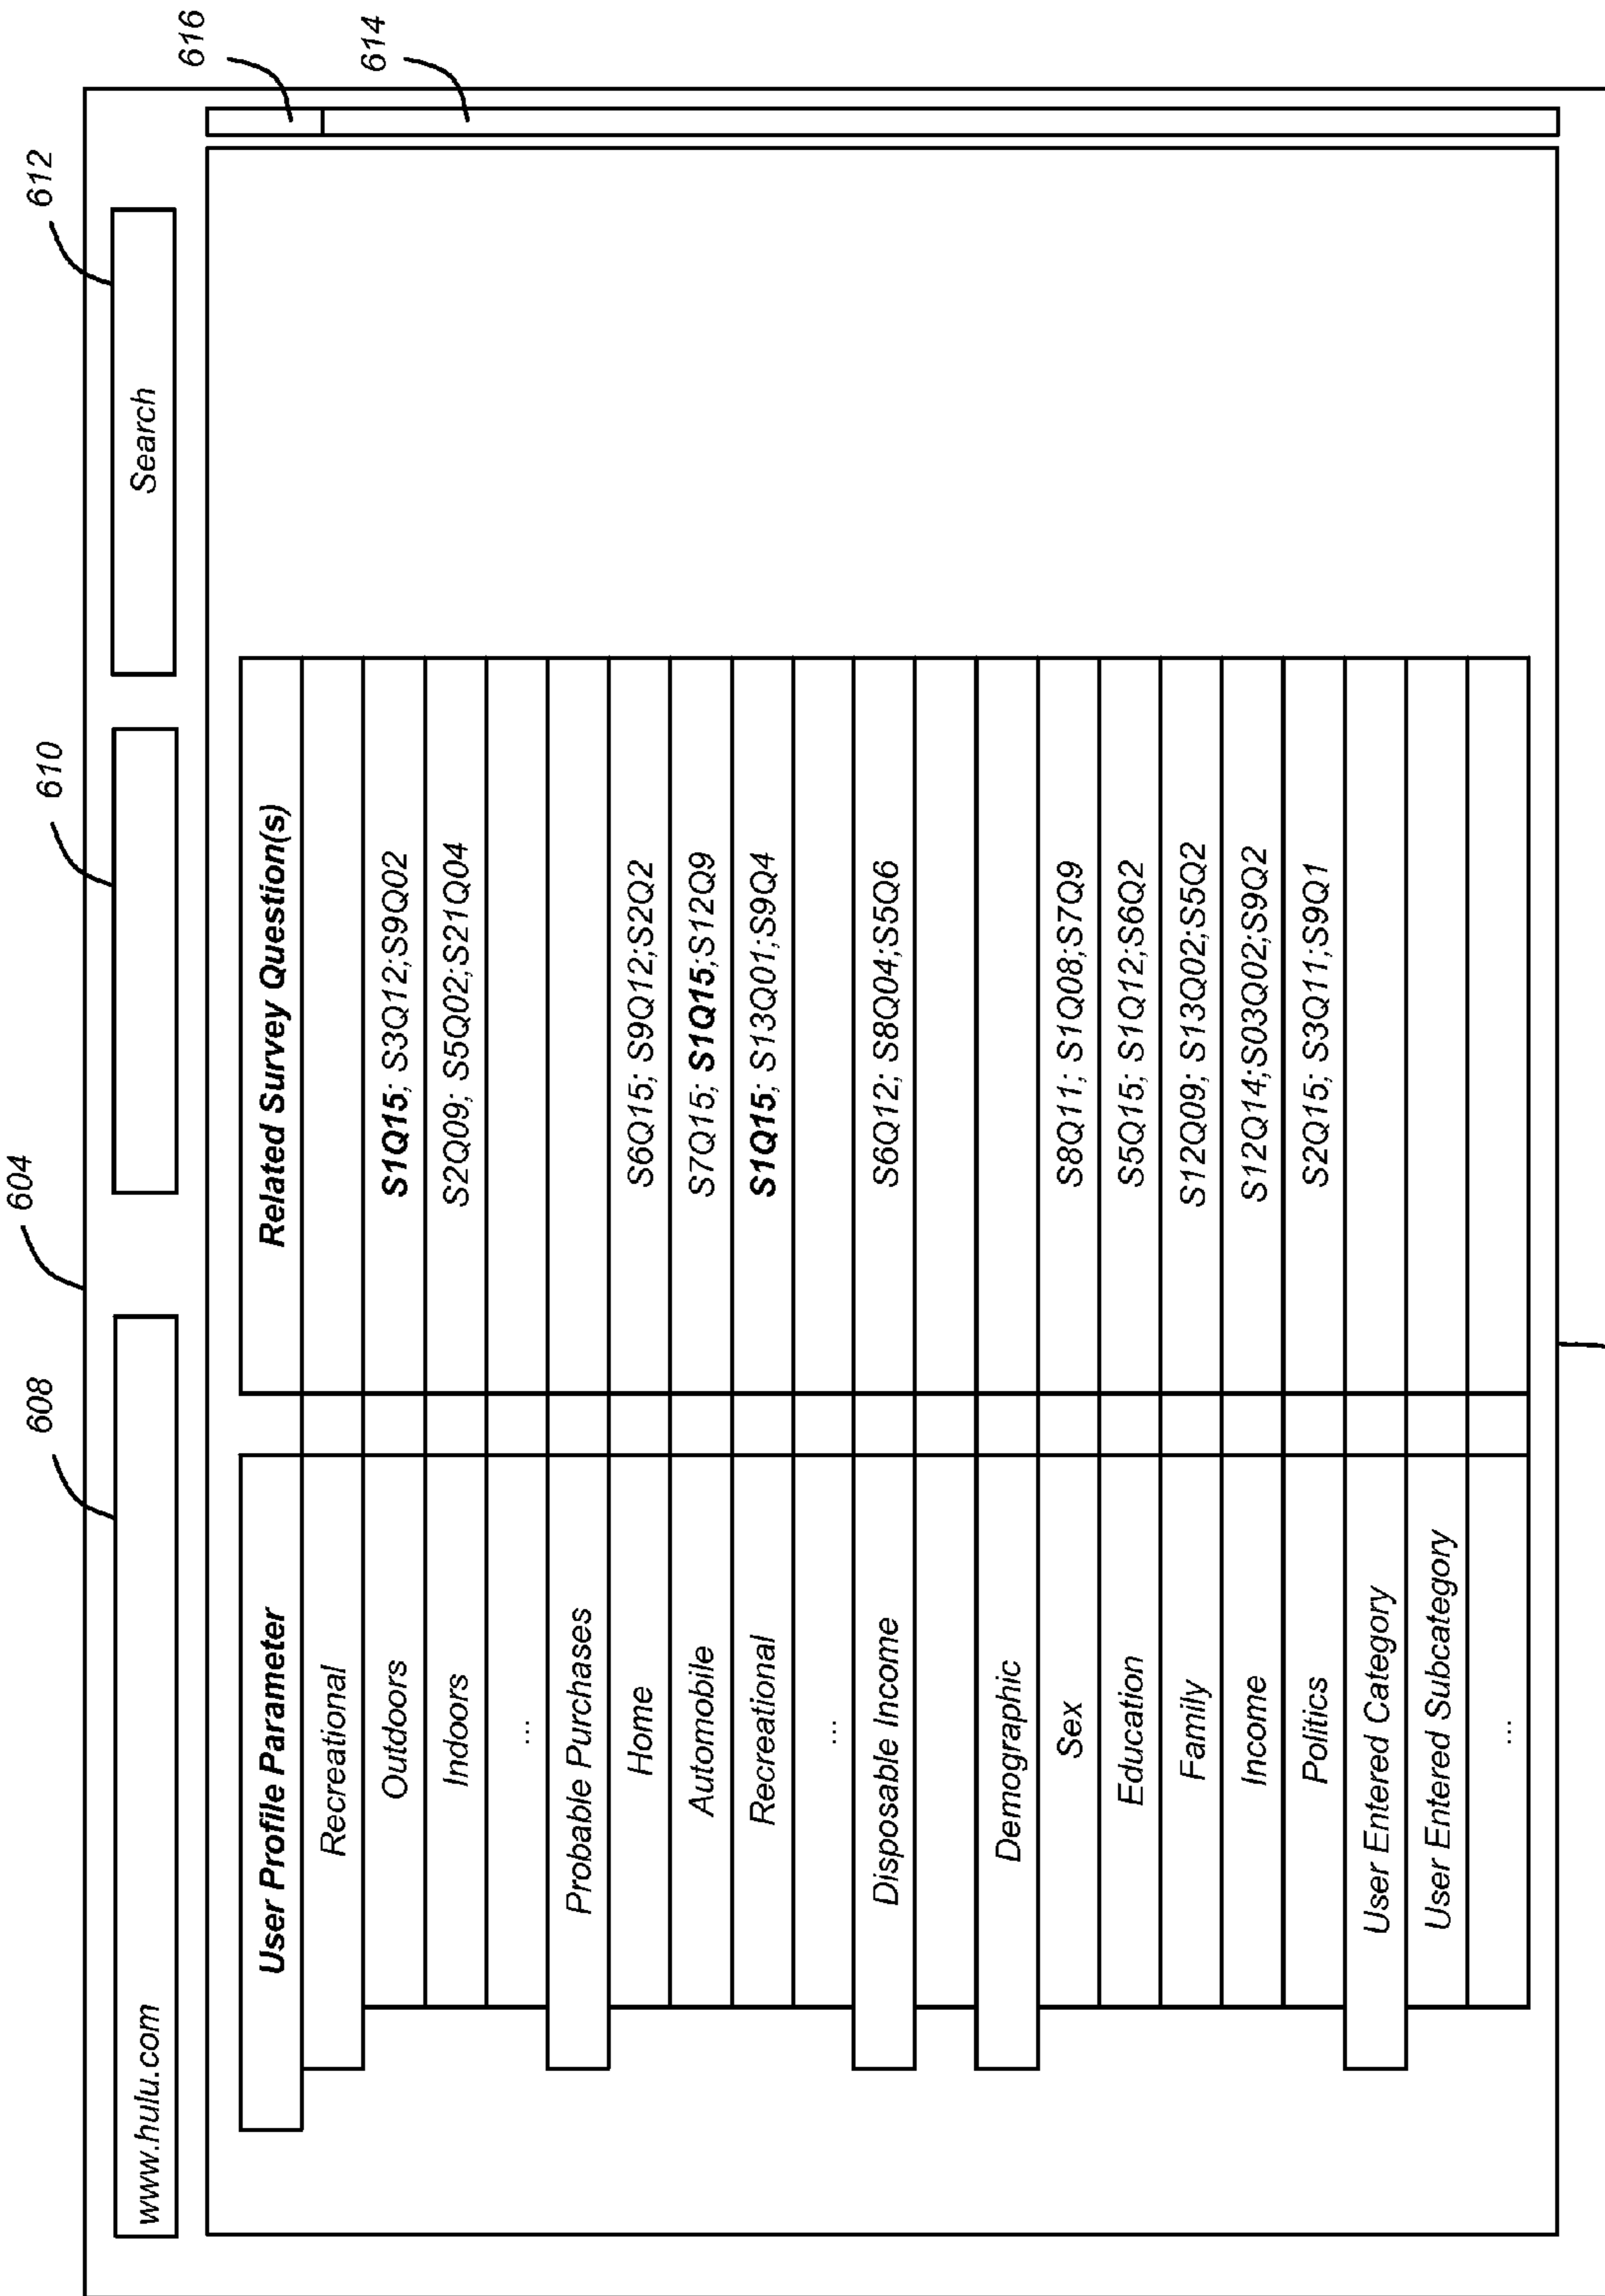 604
608
610
612
616
614
www.hulu.com
Search
User Profile Parameter Related Survey Question(s)
Recreational
Outdoors S1Q15; S3Q12;S9Q02
Indoors S2Q09; S5Q02;S21Q04
...
Probable Purchases
Home S6Q15; S9Q12;S2Q2
Automobile S7Q15; S1Q15;S12Q9
Recreational S1Q15; S13Q01;S9Q4
...
Disposable Income S6Q12; S8Q04;S5Q6
Demographic
Sex S8Q11; S1Q08;S7Q9
Education S5Q15; S1Q12;S6Q2
Family S12Q09; S13Q02;S5Q2
Income S12Q14;S03Q02;S9Q2
Politics S2Q15; S3Q11;S9Q1
User Entered Category
User Entered Subcategory
...